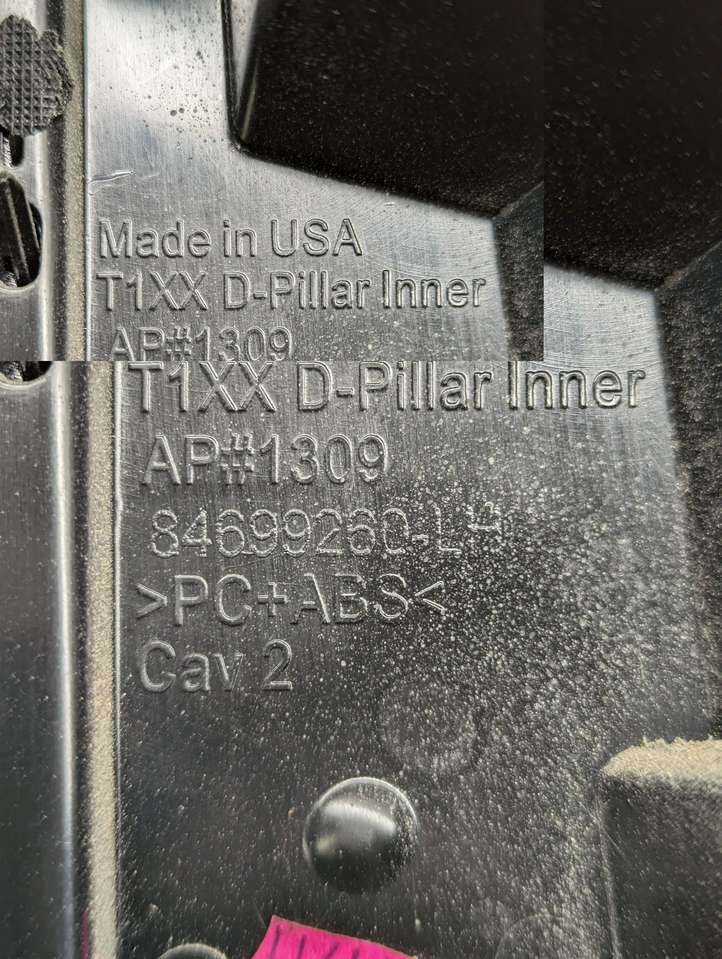 Made in USA
T1XX D-Pillar Inner
AP#1309
T1XX D-Pillar Inner
AP#1309
84699260-LH
>PC+ABS<
Cav 2